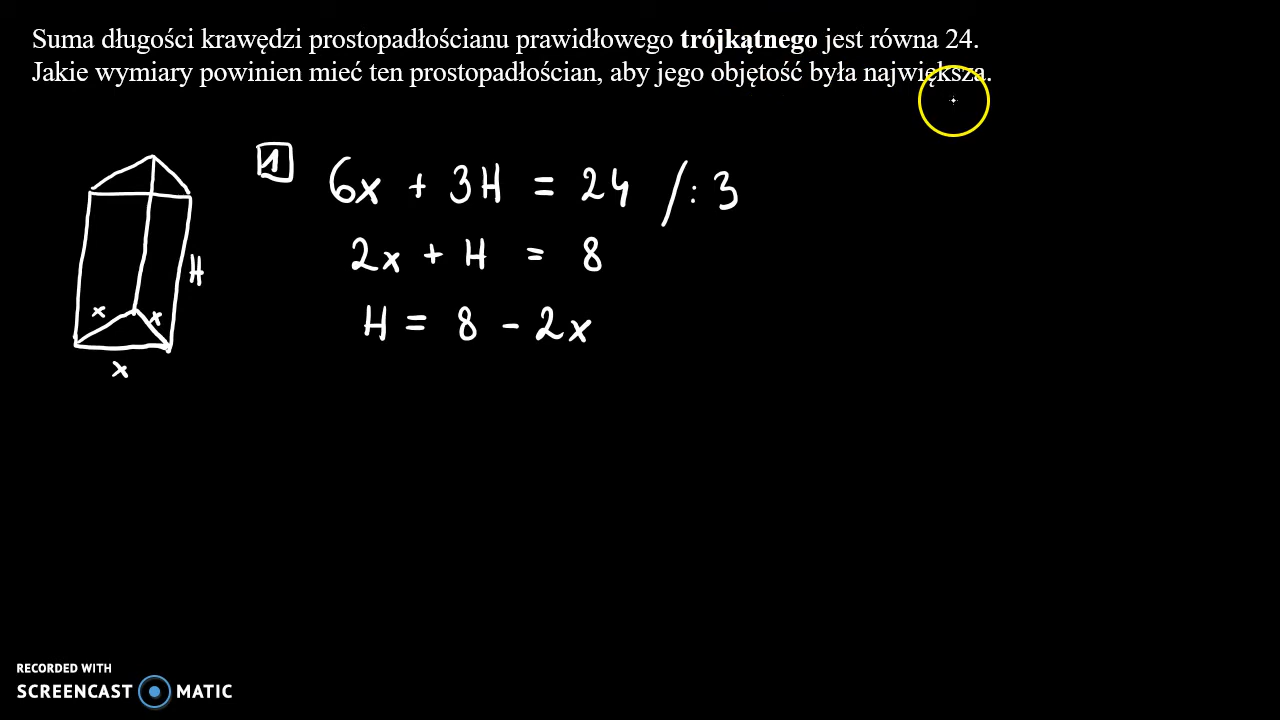 Suma długości krawędzi prostopadłościanu prawidłowego trójkątnego jest równa 24.
Jakie wymiary powinien mieć ten prostopadłościan, aby jego objętość była największa.
1
6x + 3H = 24 /: 3
2x + H = 8
H = 8 - 2x
H
x x
x
RECORDED WITH
SCREENCAST MATIC